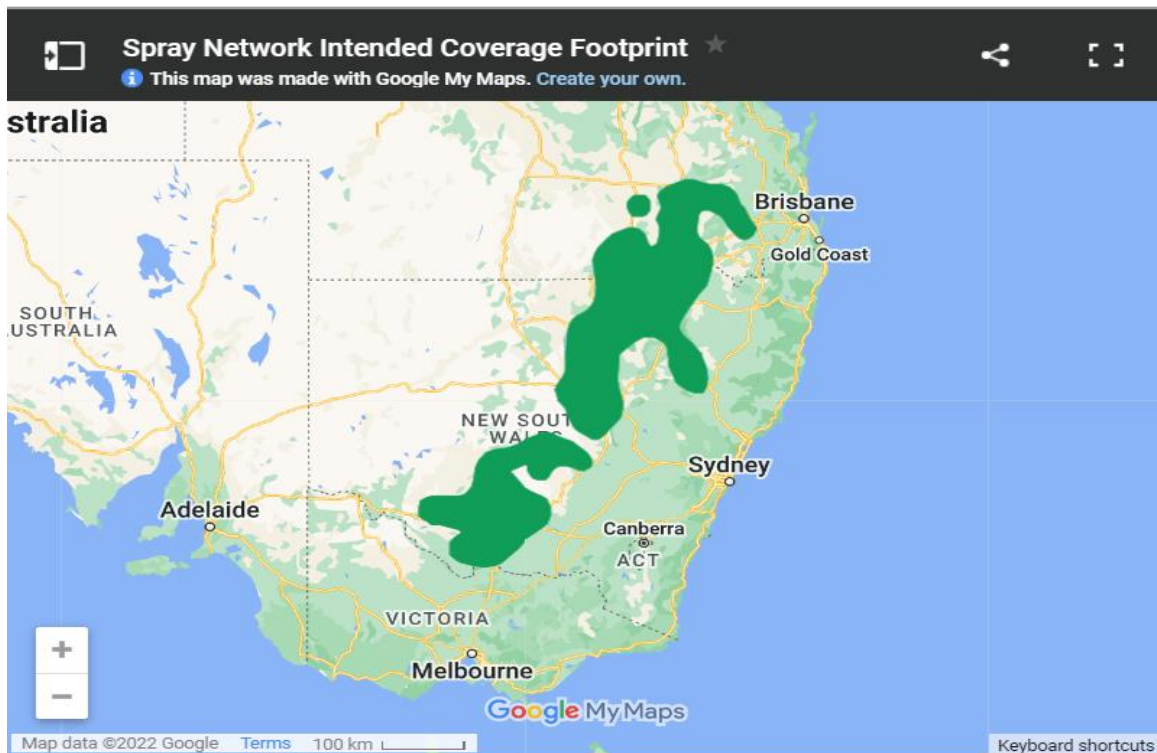 Spray Network Intended Coverage Footprint
This map was made with Google My Maps. Create your own.
stralia
Brisbane
Gold Coast
SOUTH
USTRALIA
NEW SOUT
WALES
Sydney
Adelaide
Canberra
ACT
VICTORIA
Melbourne
Google My Maps
Map data ©2022 Google Terms 100 km
Keyboard shortcuts